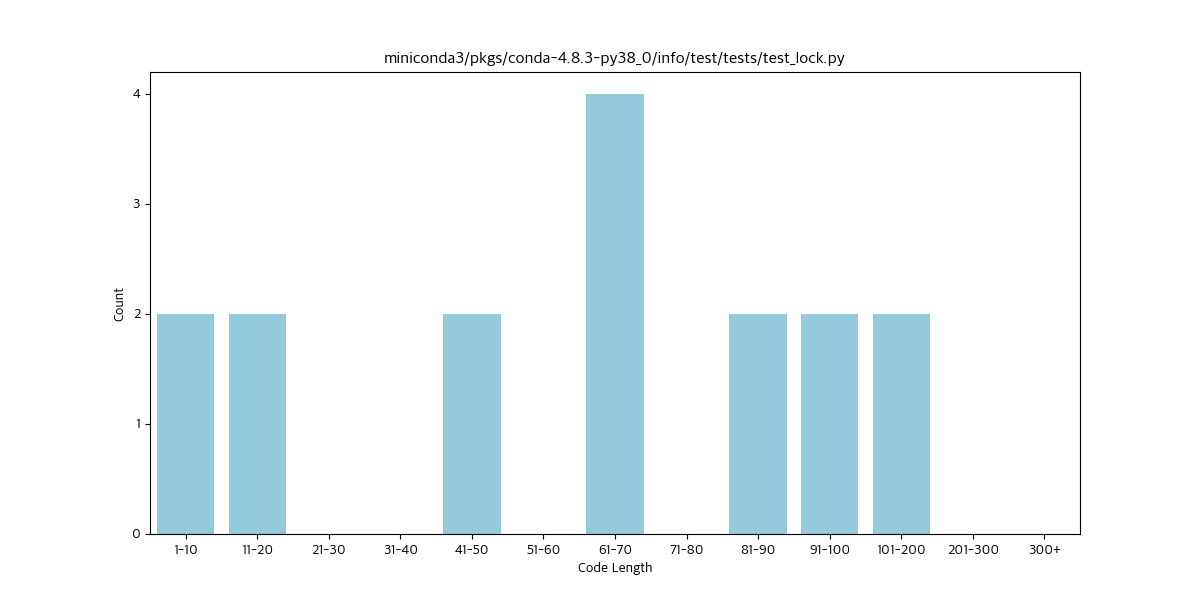 miniconda3/pkgs/conda-4.8.3-py38_0/info/test/tests/test_lock.py
Count
4
3
2
1
0
1-10 11-20 21-30 31-40 41-50 51-60 61-70 71-80 81-90 91-100 101-200 201-300 300+
Code Length